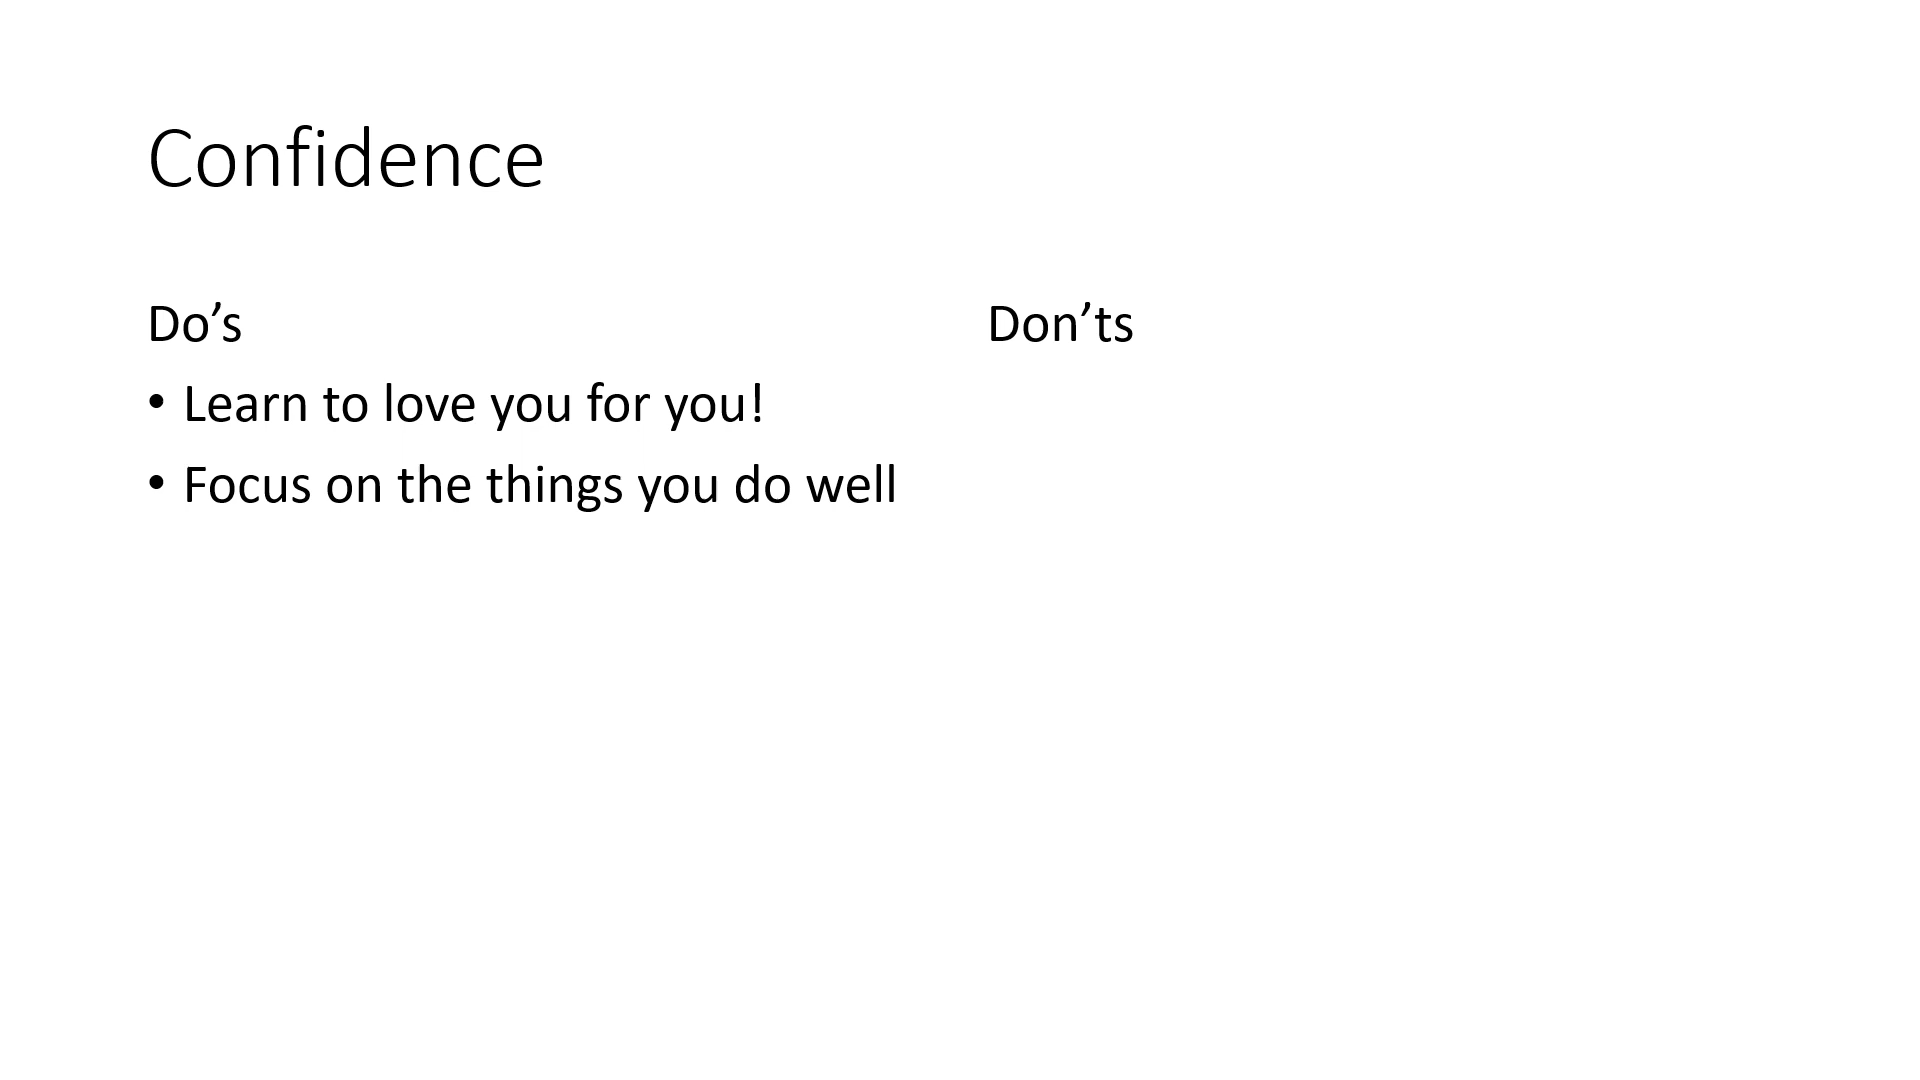 Confidence
Do’s
• Learn to love you for you!
• Focus on the things you do well
Don’ts